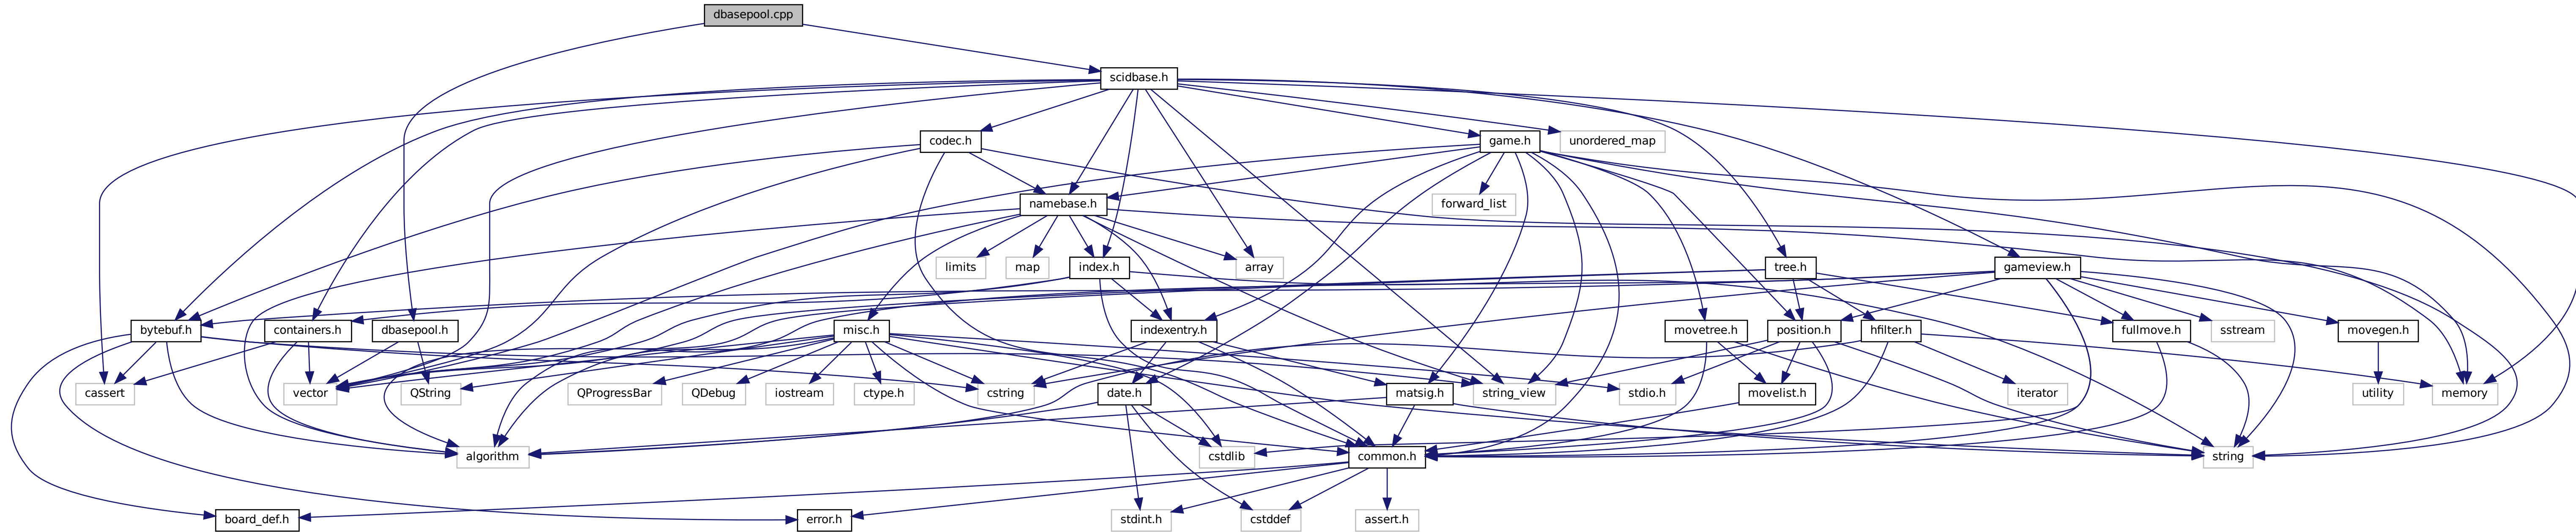 dbasepool.cpp
scidbase.h
codec.h
game.h
unordered_map
namebase.h
forward_list
limits
map
index.h
array
tree.h
gameview.h
bytebuf.h
containers.h
dbasepool.h
misc.h
indexentry.h
movetree.h
position.h
hfilter.h
fullmove.h
sstream
movegen.h
cassert
vector
QString
QProgressBar
QDebug
iostream
ctype.h
cstring
date.h
matsig.h
string_view
stdio.h
movelist.h
iterator
utility
memory
algorithm
cstdlib
common.h
string
board_def.h
error.h
stdint.h
cstddef
assert.h